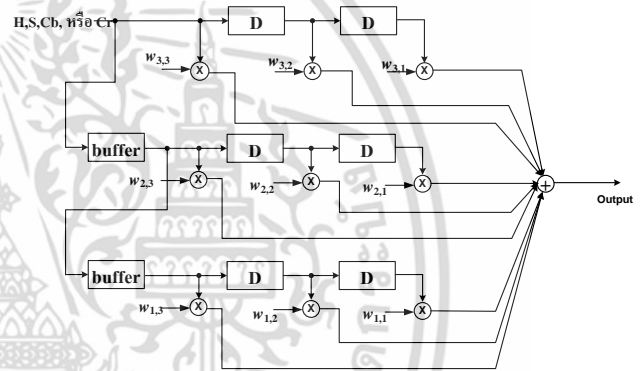 H,S,Cb, หรือ Cr
D
D
w3,3
w3,2
w3,1
X
X
X
buffer
D
D
w2,3
w2,2
w2,1
X
X
X
+
Output
buffer
D
D
w1,3
w1,2
w1,1
X
X
X